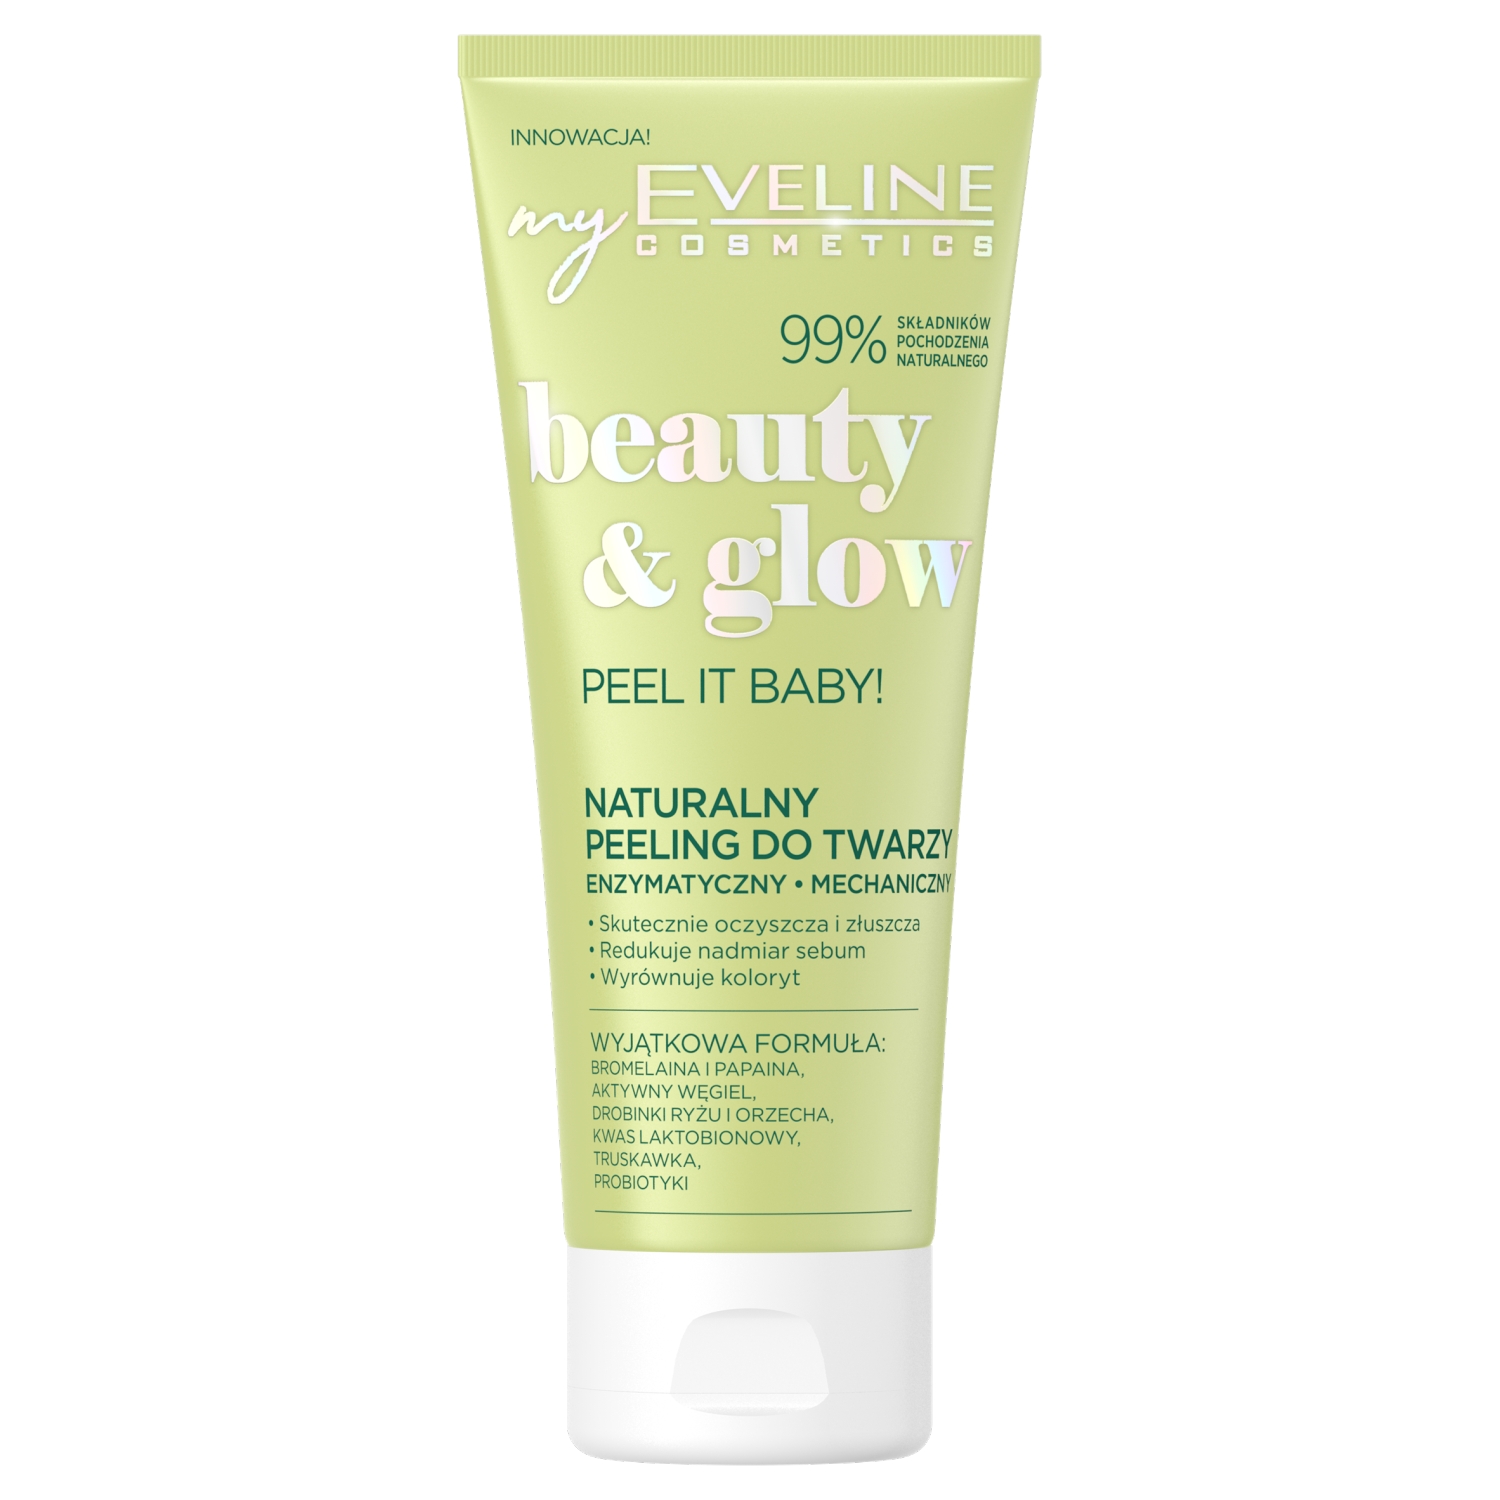 INNOWACJA!
my EVELINE
COSMETICS
99% SKŁADNIKÓW
POCHODZENIA
NATURALNEGO
beauty
& glow
PEEL IT BABY!
NATURALNY
PEELING DO TWARZY
ENZYMATYCZNY • MECHANICZNY
• Skutecznie oczyszcza i złuszcza
• Redukuje nadmiar sebum
• Wyrównuje koloryt
WYJĄTKOWA FORMUŁA:
BROMELAINA I PAPAINA,
AKTYWNY WĘGIEL,
DROBINKI RYŻU I ORZECHA,
KWAS LAKTOBIONOWY,
TRUSKAWKA,
PROBIOTYKI